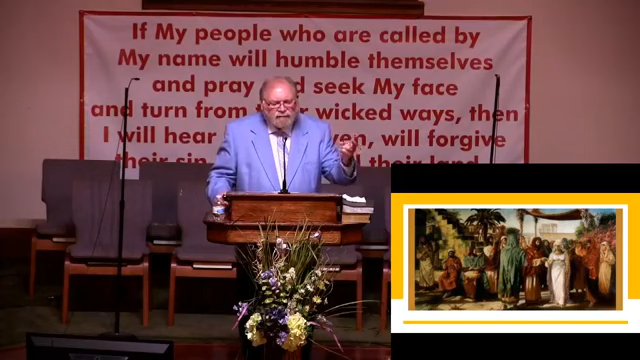 If My people who are called by
My name will humble themselves
and pray seek My face
and turn from wicked ways, then
I will hear will forgive
their sin their land